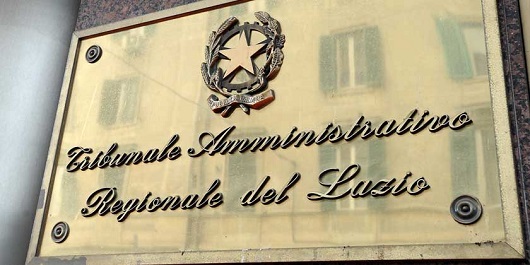 Tribunale Amministrativo
Regionale del Lazio